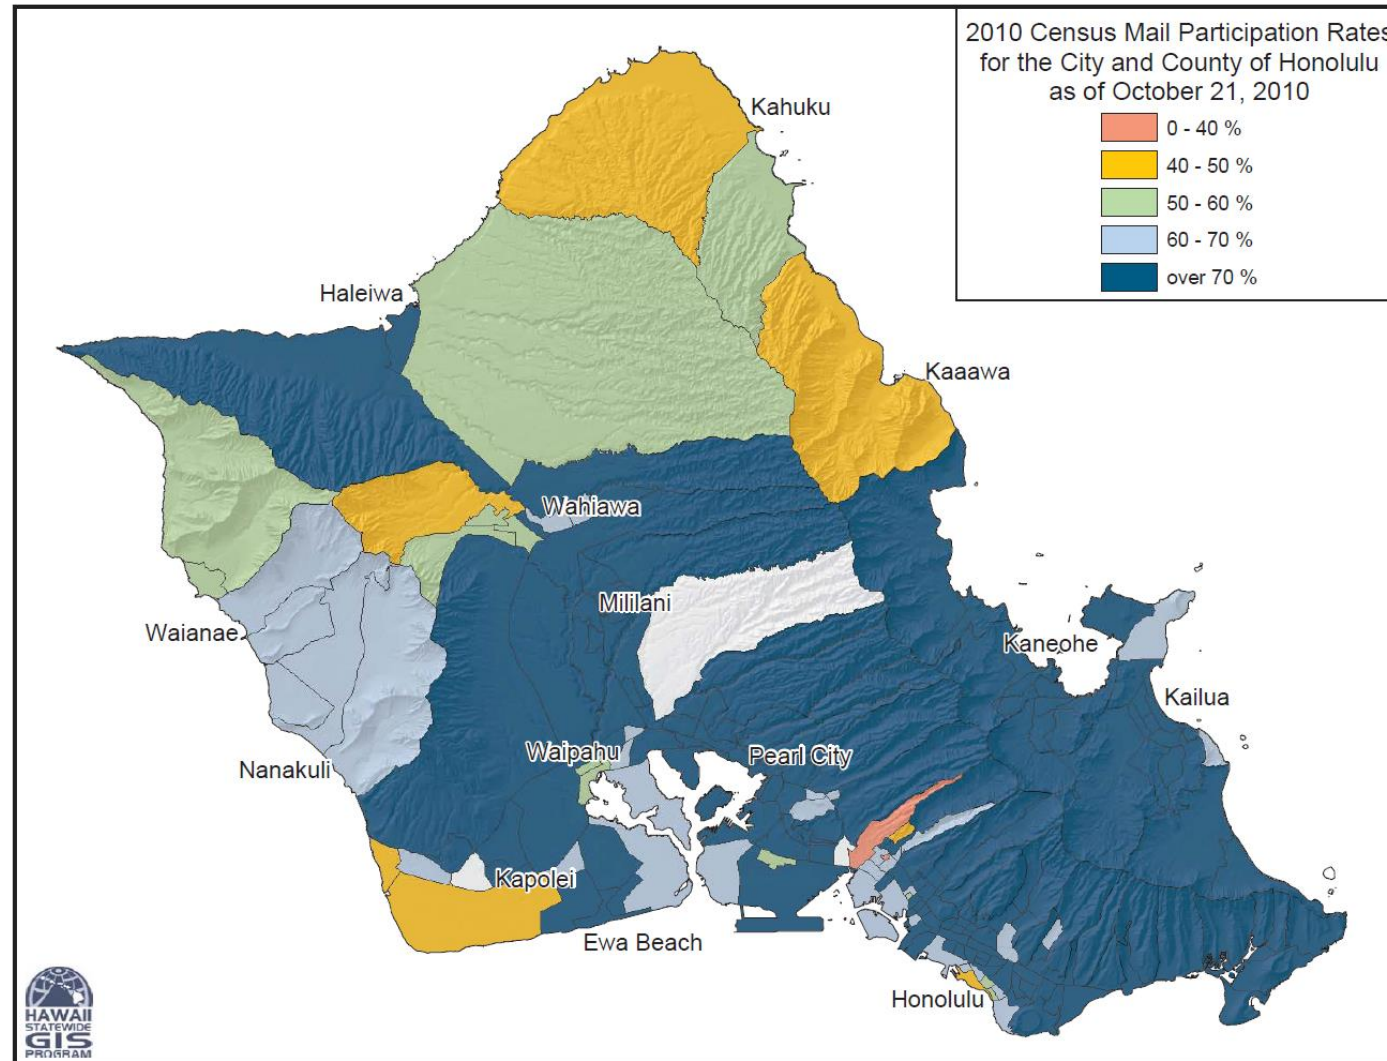 2010 Census Mail Participation Rates
for the City and County of Honolulu
as of October 21, 2010
0 - 40 %
40 - 50 %
50 - 60 %
60 - 70 %
over 70 %
Kahuku
Haleiwa
Kaaawa
Wahiawa
Mililani
Waianae
Kaneohe
Kailua
Waipahu
Pearl City
Nanakuli
Kapolei
Ewa Beach
Honolulu
HAWAII
STATEWIDE
GIS
PROGRAM